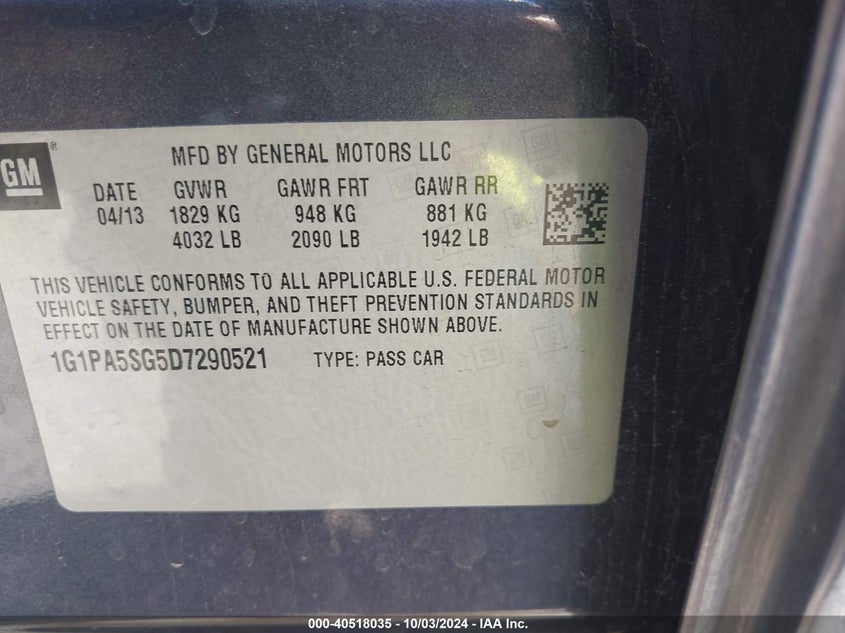 GM®
MFD BY GENERAL MOTORS LLC
DATE GVWR GAWR FRT GAWR RR
04/13 1829 KG 948 KG 881 KG
4032 LB 2090 LB 1942 LB
THIS VEHICLE CONFORMS TO ALL APPLICABLE U.S. FEDERAL MOTOR
VEHICLE SAFETY, BUMPER, AND THEFT PREVENTION STANDARDS IN
EFFECT ON THE DATE OF MANUFACTURE SHOWN ABOVE.
1G1PA5SG5D7290521 TYPE: PASS CAR
000-40518035 - 10/03/2024 - IAA Inc.